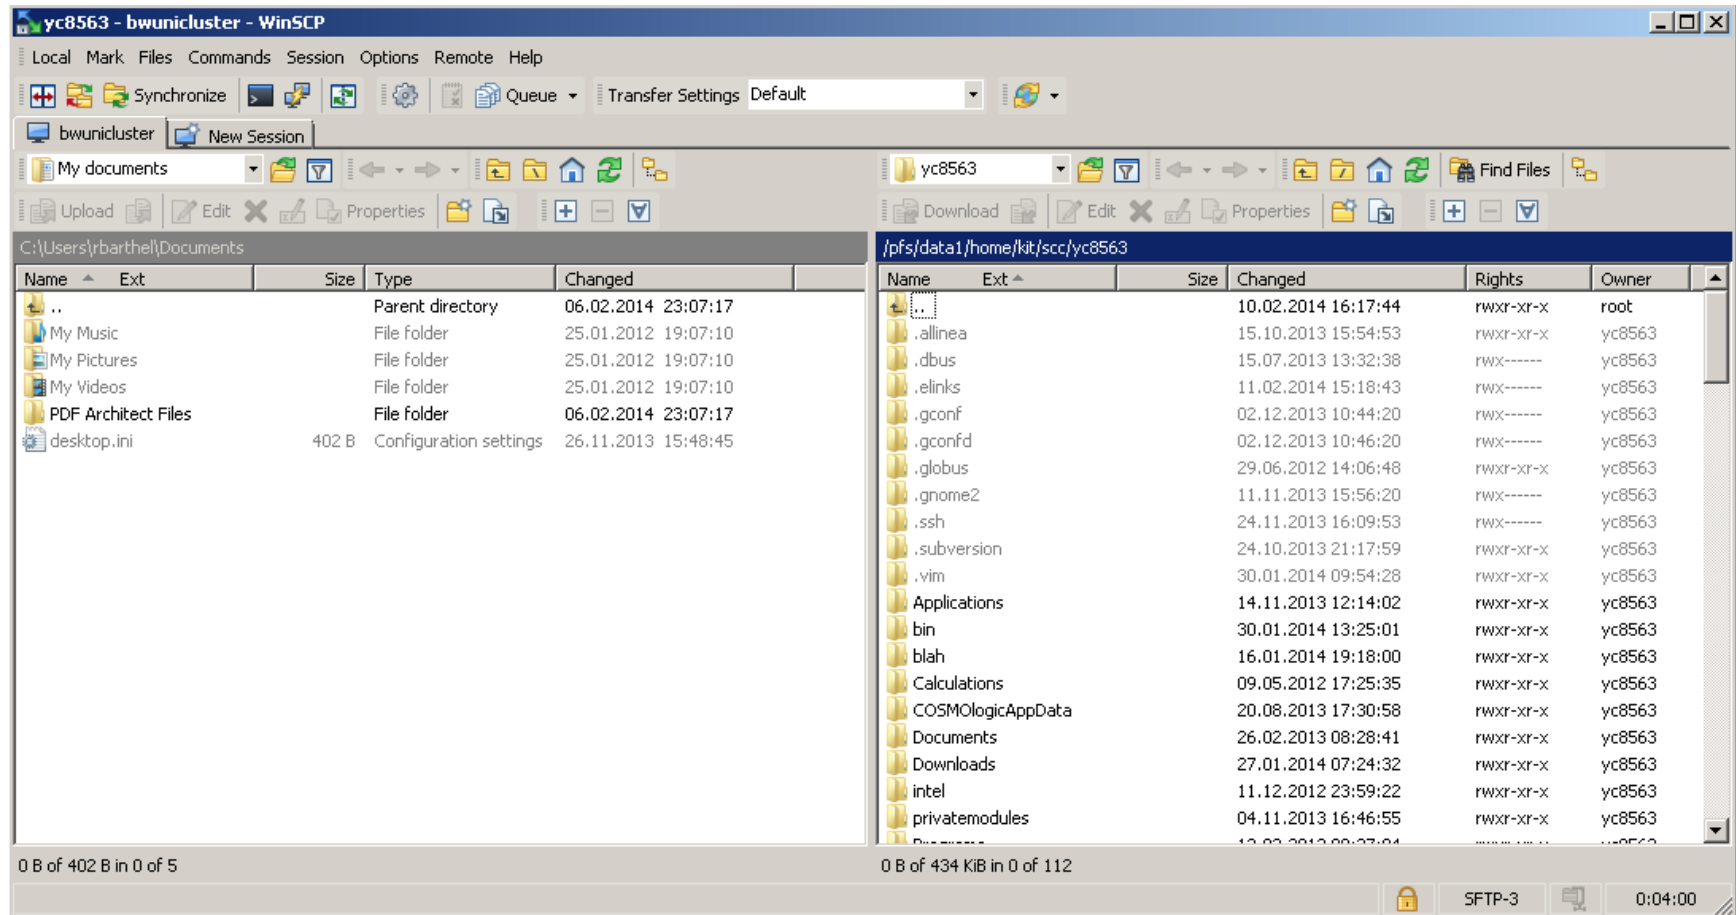 yc8563 - bwunicluster - WinSCP
Local Mark Files Commands Session Options Remote Help
Synchronize Queue Transfer Settings Default
bwunicluster New Session
My documents yc8563 Find Files
Upload Edit Properties Download Edit Properties
C:\Users\rbarthel\Documents
Name Ext Size Type Changed
.. Parent directory 06.02.2014 23:07:17
My Music File folder 25.01.2012 19:07:10
My Pictures File folder 25.01.2012 19:07:10
My Videos File folder 25.01.2012 19:07:10
PDF Architect Files File folder 06.02.2014 23:07:17
desktop.ini 402 B Configuration settings 26.11.2013 15:48:45
0 B of 402 B in 0 of 5
/pfs/data1/home/kit/scc/yc8563
Name Ext Size Changed Rights Owner
.. 10.02.2014 16:17:44 rwxr-xr-x root
.allinea 15.10.2013 15:54:53 rwxr-xr-x yc8563
.dbus 15.07.2013 13:32:38 rwx------ yc8563
.elinks 11.02.2014 15:18:43 rwx------ yc8563
.gconf 02.12.2013 10:44:20 rwx------ yc8563
.gconfd 02.12.2013 10:46:20 rwx------ yc8563
.globus 29.06.2012 14:06:48 rwxr-xr-x yc8563
.gnome2 11.11.2013 15:56:20 rwx------ yc8563
.ssh 24.11.2013 16:09:53 rwx------ yc8563
.subversion 24.10.2013 21:17:59 rwxr-xr-x yc8563
.vim 30.01.2014 09:54:28 rwxr-xr-x yc8563
Applications 14.11.2013 12:14:02 rwxr-xr-x yc8563
bin 30.01.2014 13:25:01 rwxr-xr-x yc8563
blah 16.01.2014 19:18:00 rwxr-xr-x yc8563
Calculations 09.05.2012 17:25:35 rwxr-xr-x yc8563
COSMOlogicAppData 20.08.2013 17:30:58 rwxr-xr-x yc8563
Documents 26.02.2013 08:28:41 rwxr-xr-x yc8563
Downloads 27.01.2014 07:24:32 rwxr-xr-x yc8563
intel 11.12.2012 23:59:22 rwxr-xr-x yc8563
privatemodules 04.11.2013 16:46:55 rwxr-xr-x yc8563
0 B of 434 KiB in 0 of 112
SFTP-3 0:04:00